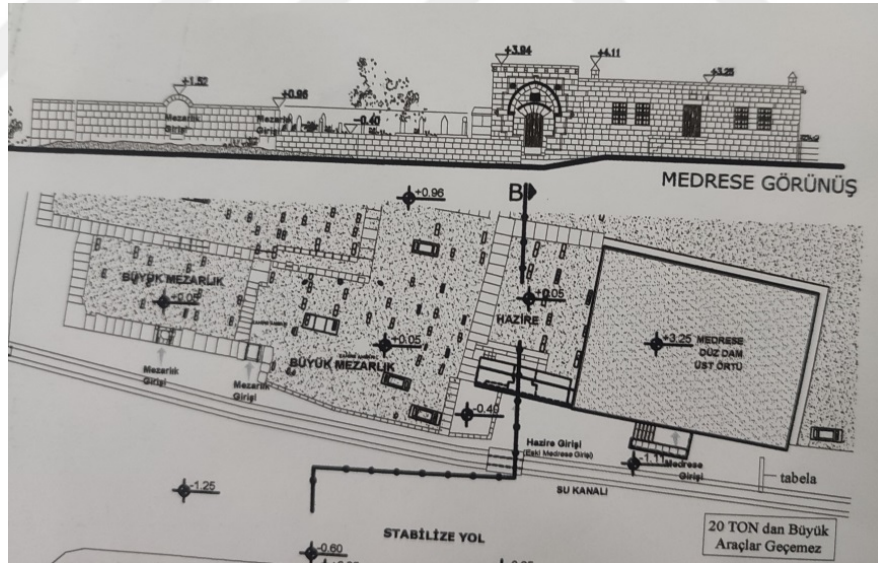 +3.94
+4.11
+1.52
+3.25
+0.96
-0.40
Mezarlık
Girişi
Mezarlık
Girişi
MEDRESE GÖRÜNÜŞ
+0.96
B
BÜYÜK MEZARLIK
+0.05
+0.05
HAZİRE
+0.05
BÜYÜK MEZARLIK
+3.25
MEDRESE
DÜZ DAM
ÜST ÖRTÜ
Mezarlık
Girişi
Mezarlık
Girişi
-0.40
Hazire Girişi
(Eski Medrese Girişi)
-1.11
Medrese
Girişi
tabela
-1.25
SU KANALI
STABİLİZE YOL
20 TON dan Büyük
Araçlar Geçemez
-0.60